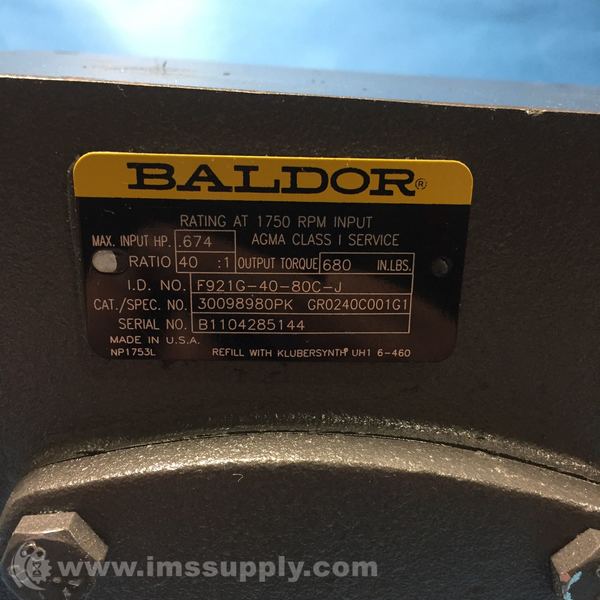 BALDOR®
RATING AT 1750 RPM INPUT
MAX. INPUT HP. .674 AGMA CLASS I SERVICE
RATIO 40 :1 OUTPUT TORQUE 680 IN.LBS.
I.D. NO. F921G-40-80C-J
CAT./SPEC. NO. 30098980PK GR0240C001G1
SERIAL NO. B1104285144
MADE IN U.S.A.
NP1753L REFILL WITH KLUBERSYNTH UH1 6-460
www.imssupply.com